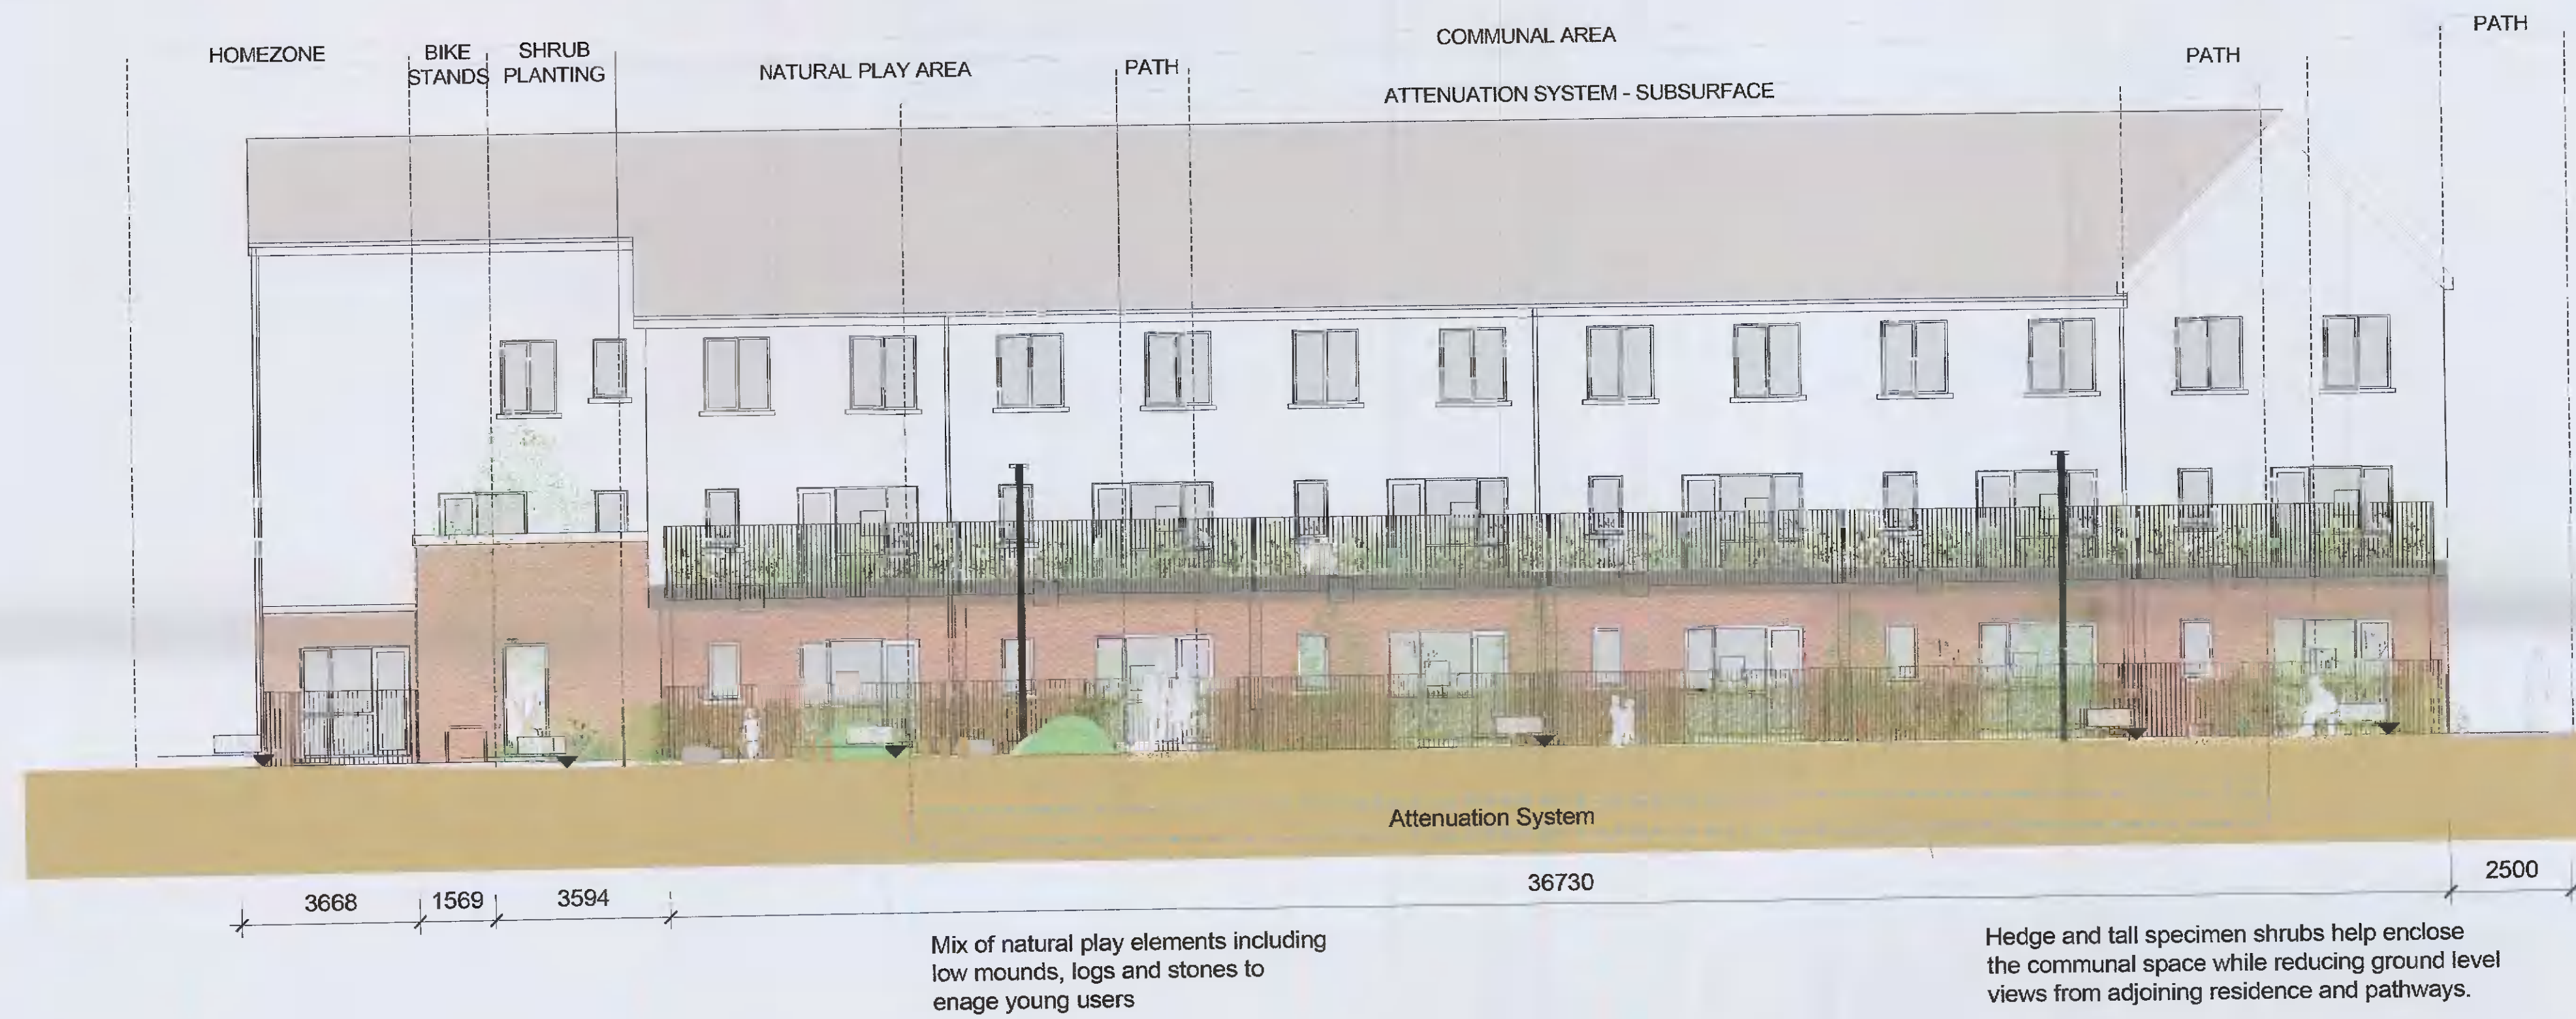 HOMEZONE
BIKE
STANDS
SHRUB
PLANTING
NATURAL PLAY AREA
PATH
COMMUNAL AREA
ATTENUATION SYSTEM - SUBSURFACE
PATH
PATH
Attenuation System
3668
1569
3594
36730
2500
Mix of natural play elements including
low mounds, logs and stones to
enage young users
Hedge and tall specimen shrubs help enclose
the communal space while reducing ground level
views from adjoining residence and pathways.